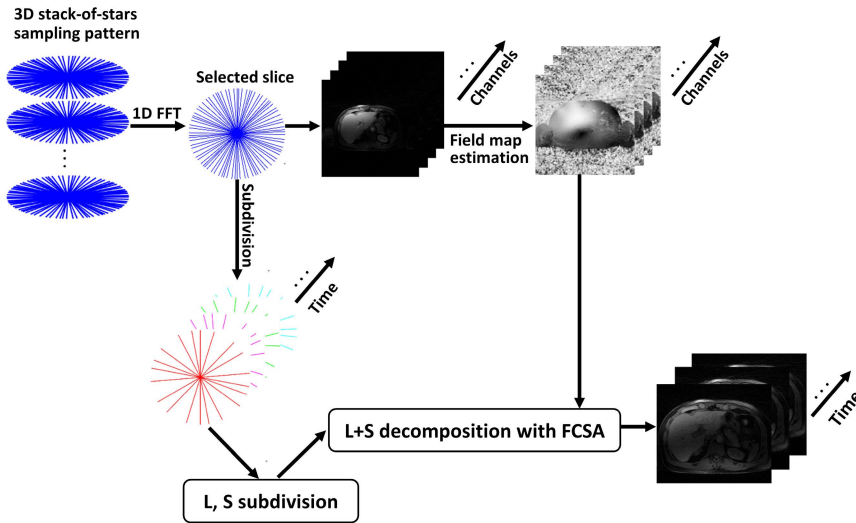 3D stack-of-stars
sampling pattern
1D FFT
Selected slice
...
Channels
Field map
estimation
...
Channels
...
Subdivision
...
Time
L, S subdivision
L+S decomposition with FCSA
...
Time